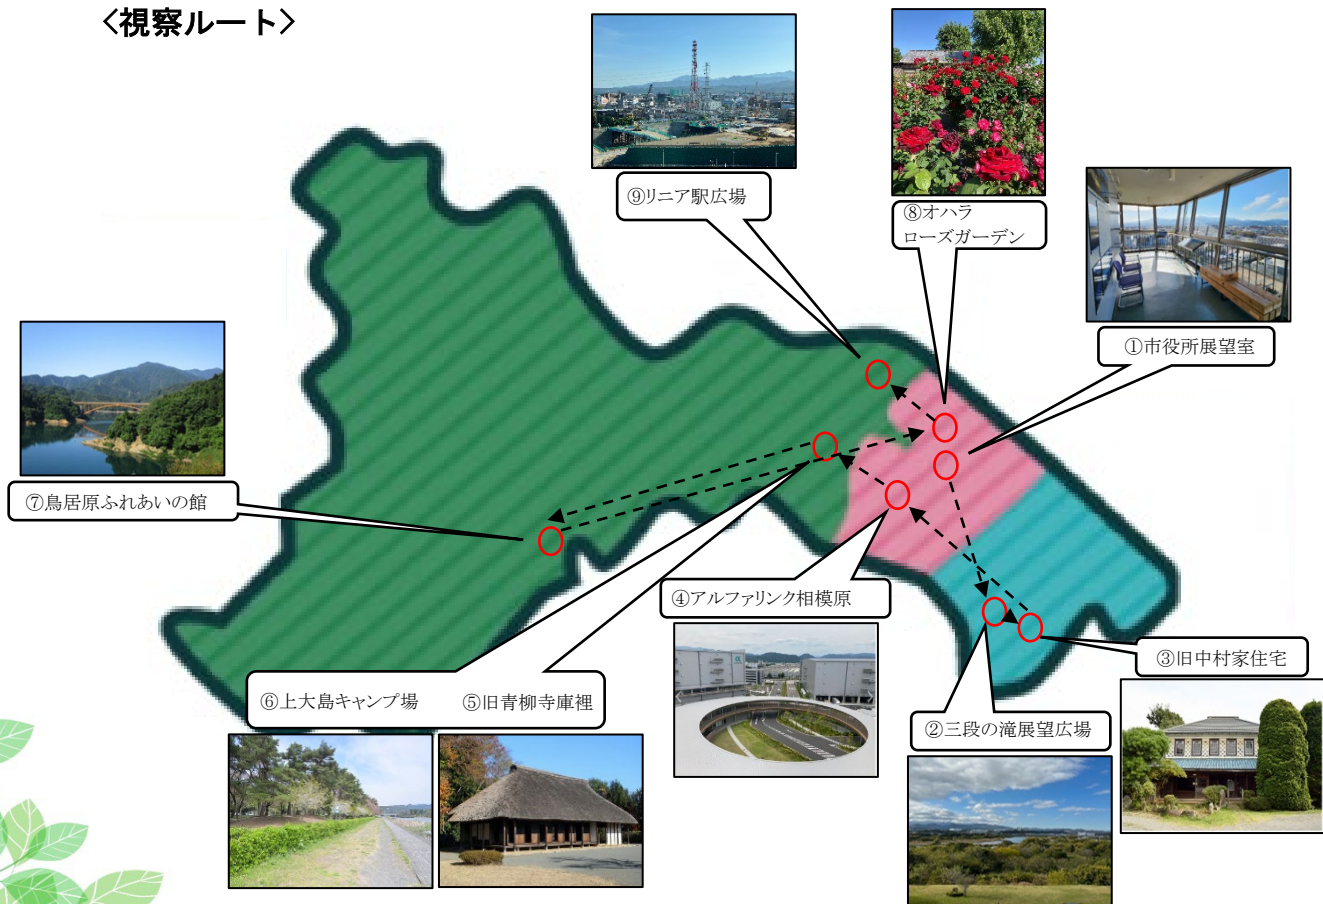 <視察ルート>
⑨リニア駅広場
⑧オハラ
ローズガーデン
①市役所展望室
⑦鳥居原ふれあいの館
④アルファリンク相模原
③旧中村家住宅
⑥上大島キャンプ場
⑤旧青柳寺庫裡
②三段の滝展望広場